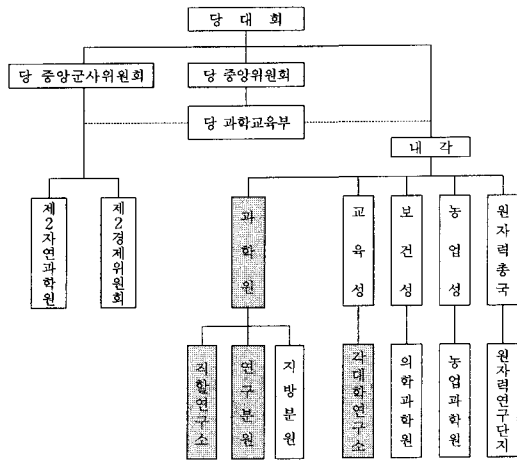 당 대 회
당 중앙군사위원회
당 중앙위원회
당 과학교육부
내 각
제2자연과학원
제2경제위원회
과학원
교육성
보건성
농업성
원자력총국
직할연구소
연구분원
지방분원
각대학연구소
의학과학원
농업과학원
원자력연구단지